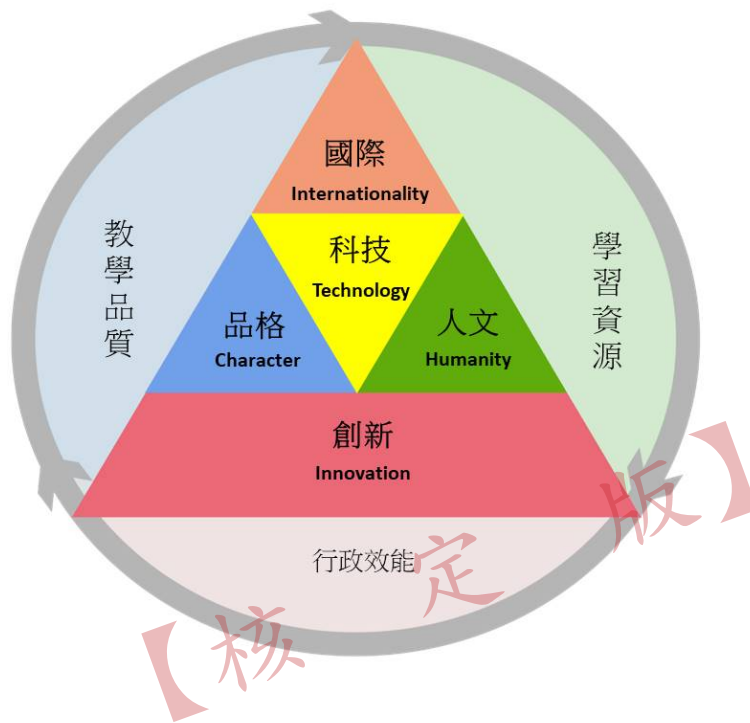 國際
Internationality
教學品質
科技
Technology
學習資源
品格
Character
人文
Humanity
創新
Innovation
行政效能
【核定版】